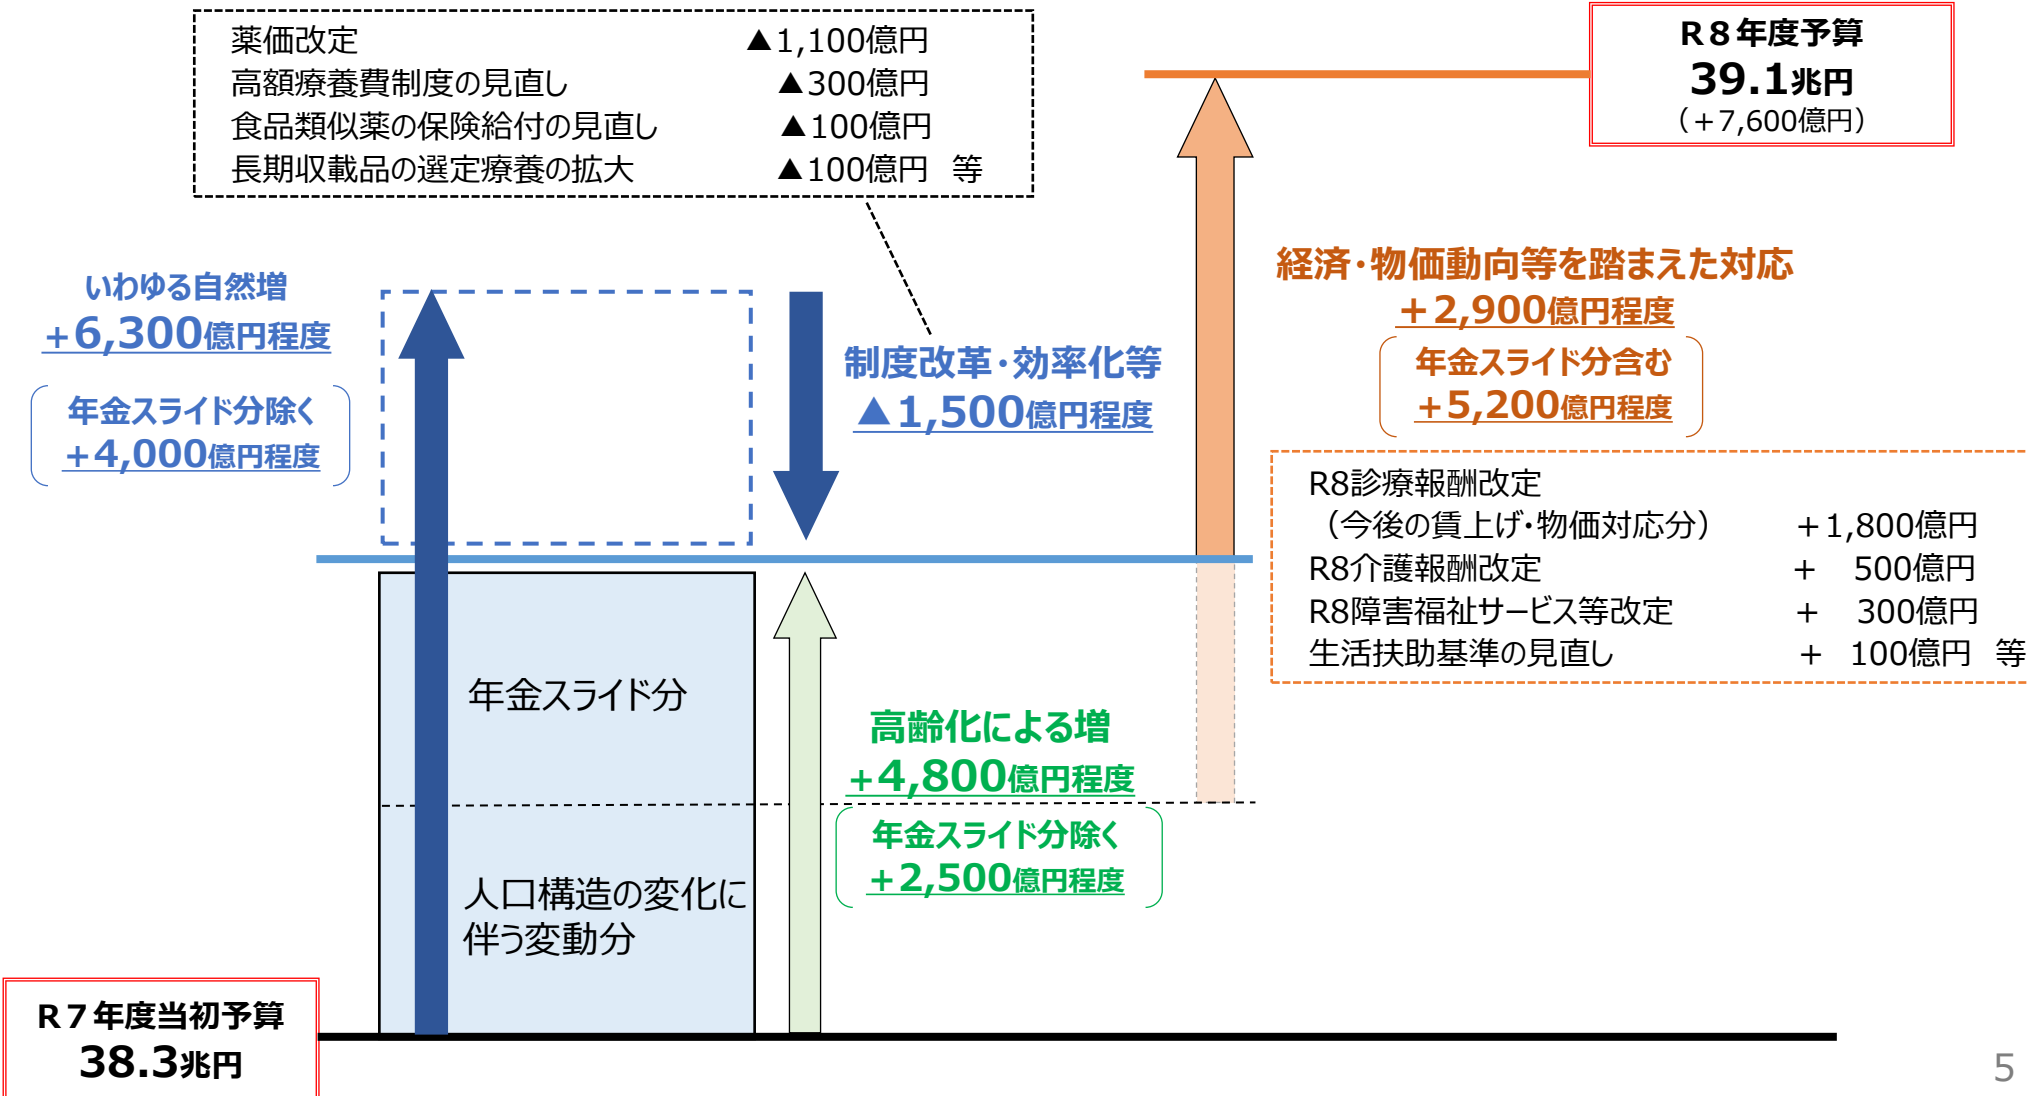 薬価改定 ▲1,100億円
高額療養費制度の見直し ▲300億円
食品類似薬の保険給付の見直し ▲100億円
長期収載品の選定療養の拡大 ▲100億円 等
R8年度予算
39.1兆円
（+7,600億円）
いわゆる自然増
+6,300億円程度
年金スライド分除く
+4,000億円程度
制度改革・効率化等
▲1,500億円程度
経済・物価動向等を踏まえた対応
+2,900億円程度
年金スライド分含む
+5,200億円程度
R8診療報酬改定
（今後の賃上げ・物価対応分） +1,800億円
R8介護報酬改定 + 500億円
R8障害福祉サービス等改定 + 300億円
生活扶助基準の見直し + 100億円 等
年金スライド分
高齢化による増
+4,800億円程度
年金スライド分除く
+2,500億円程度
人口構造の変化に
伴う変動分
R7年度当初予算
38.3兆円
5